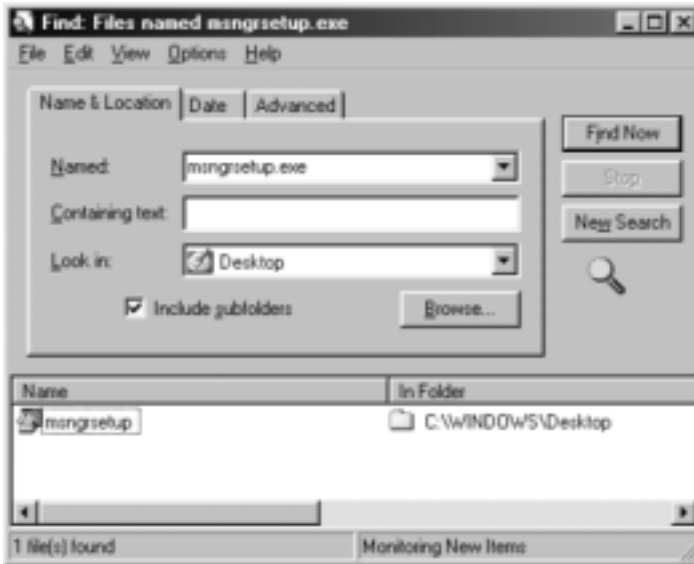 Find: Files named msngrsetup.exe
File Edit View Options Help
Name & Location Date Advanced
Find Now
Named: msngrsetup.exe
Stop
Containing text:
New Search
Look in: Desktop
Include subfolders Browse...
Name In Folder
msngrsetup C:\WINDOWS\Desktop
1 file(s) found Monitoring New Items